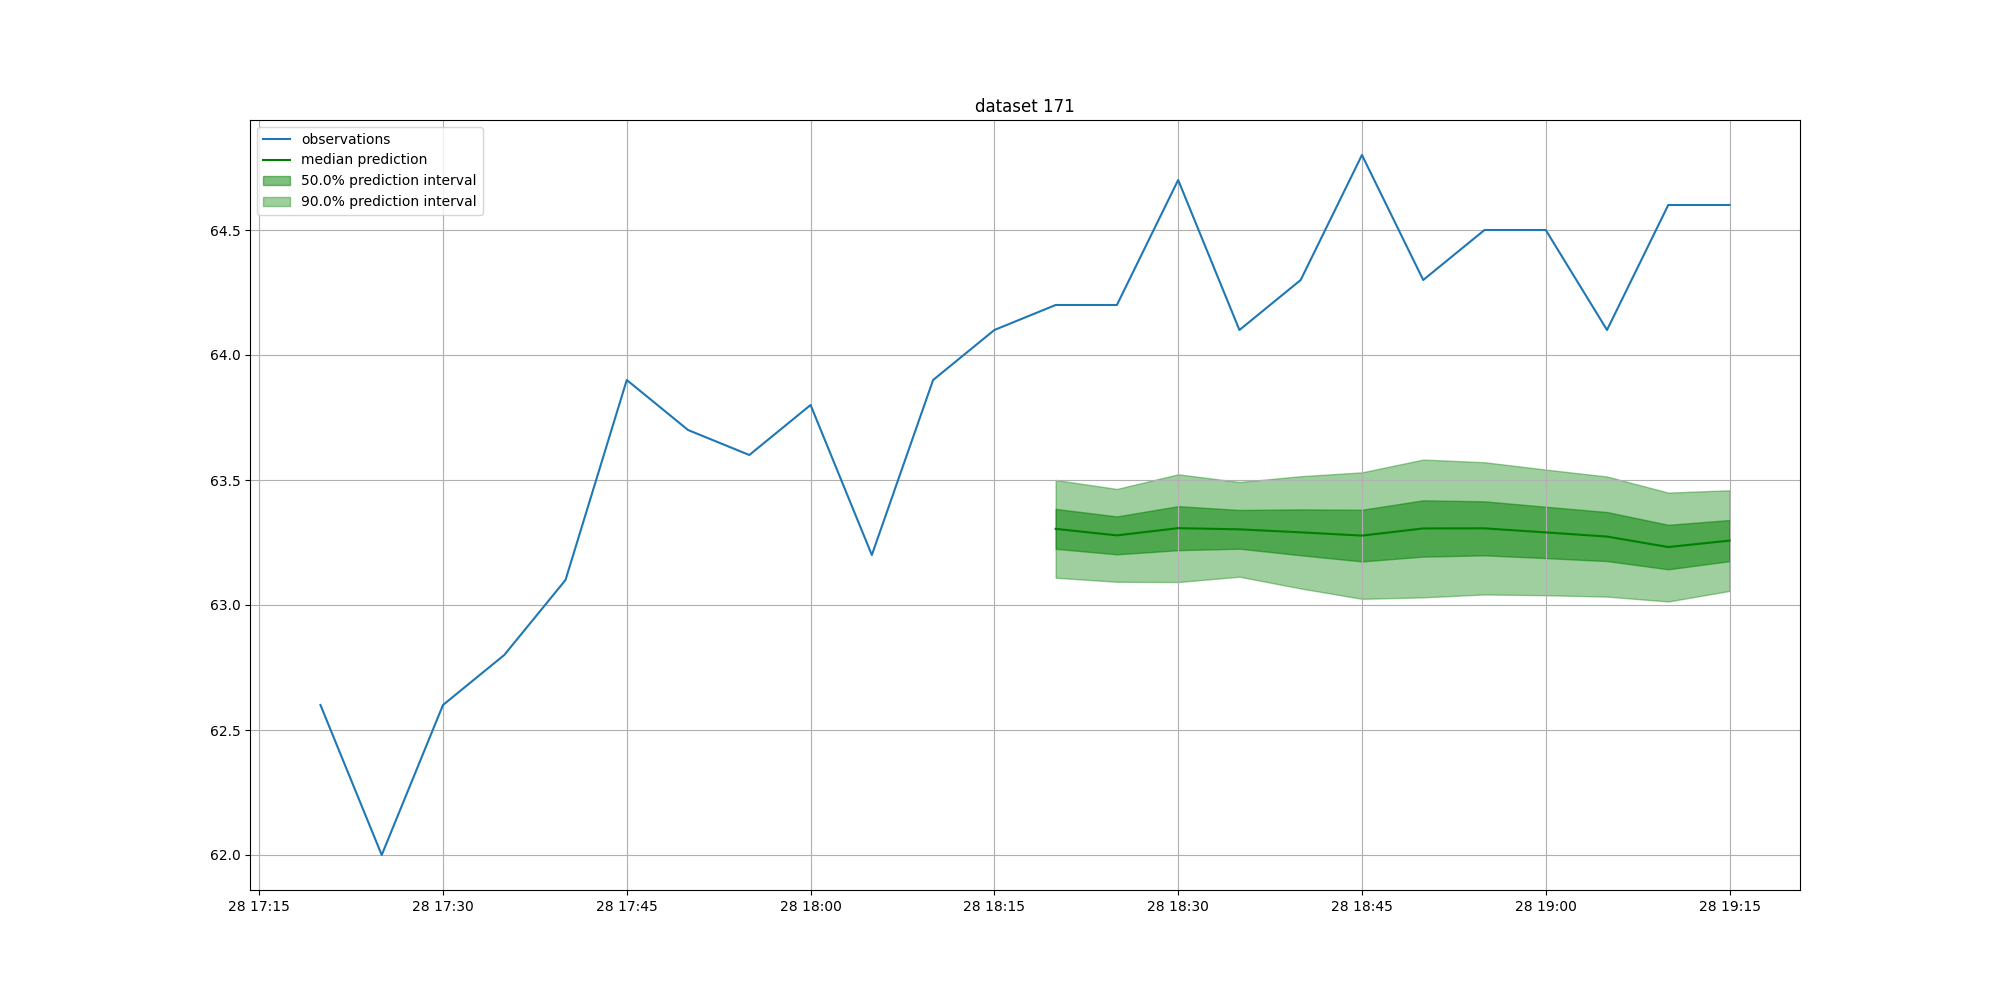 dataset 171
observations
median prediction
50.0% prediction interval
90.0% prediction interval
64.5
64.0
63.5
63.0
62.5
62.0
28 17:15 28 17:30 28 17:45 28 18:00 28 18:15 28 18:30 28 18:45 28 19:00 28 19:15